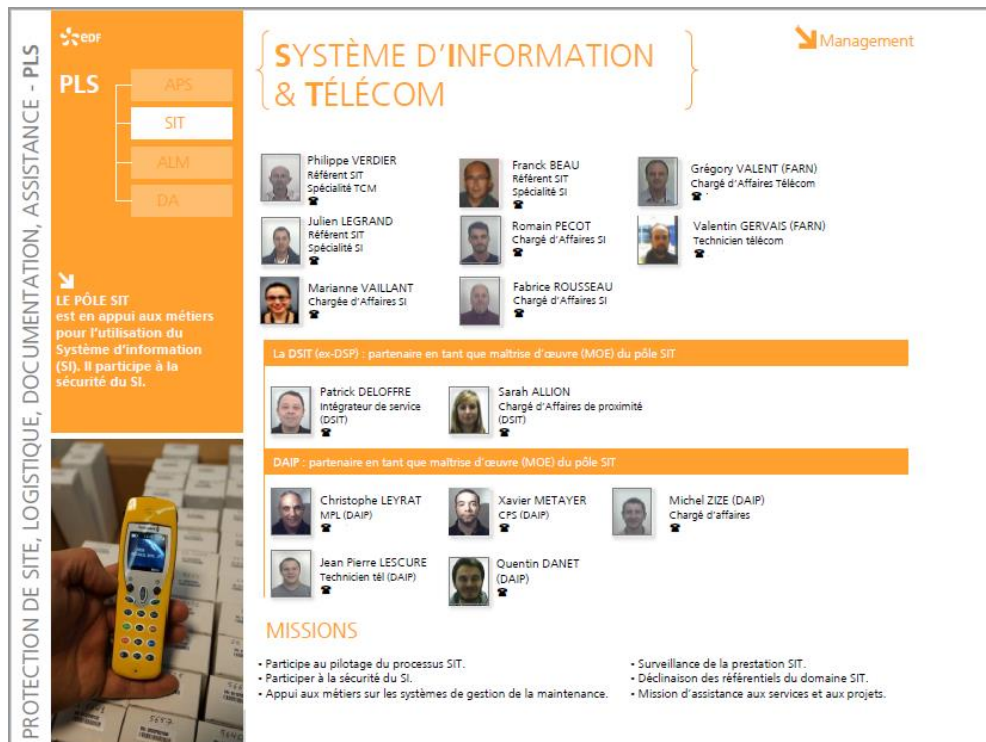 PROTECTION DE SITE, LOGISTIQUE, DOCUMENTATION, ASSISTANCE - PLS
edf
PLS
APS
SIT
ALM
DA
LE PÔLE SIT
est en appui aux métiers
pour l'utilisation du
Système d'information
(SI). Il participe à la
sécurité du SI.
SYSTÈME D'INFORMATION
& TÉLÉCOM
Management
Philippe VERDIER
Référent SIT
Spécialité TCM
☎
Franck BEAU
Référent SIT
Spécialité SI
☎
Grégory VALENT (FARN)
Chargé d'Affaires Télécom
☎
Julien LEGRAND
Référent SIT
Spécialité SI
☎
Romain PECOT
Chargé d'Affaires SI
☎
Valentin GERVAIS (FARN)
Technicien télécom
☎
Marianne VAILLANT
Chargée d'Affaires SI
☎
Fabrice ROUSSEAU
Chargé d'Affaires SI
☎
La DSIT (ex-DSP) : partenaire en tant que maîtrise d'œuvre (MOE) du pôle SIT
Patrick DELOFFRE
Intégrateur de service
(DSIT)
☎
Sarah ALLION
Chargé d'Affaires de proximité
(DSIT)
☎
DAIP : partenaire en tant que maîtrise d'œuvre (MOE) du pôle SIT
Christophe LEYRAT
MPL (DAIP)
☎
Xavier METAYER
CPS (DAIP)
☎
Michel ZIZE (DAIP)
Chargé d'affaires
☎
Jean Pierre LESCURE
Technicien tél (DAIP)
☎
Quentin DANET
(DAIP)
☎
MISSIONS
• Participe au pilotage du processus SIT.
• Participer à la sécurité du SI.
• Appui aux métiers sur les systèmes de gestion de la maintenance.
• Surveillance de la prestation SIT.
• Déclinaison des référentiels du domaine SIT.
• Mission d'assistance aux services et aux projets.
5657